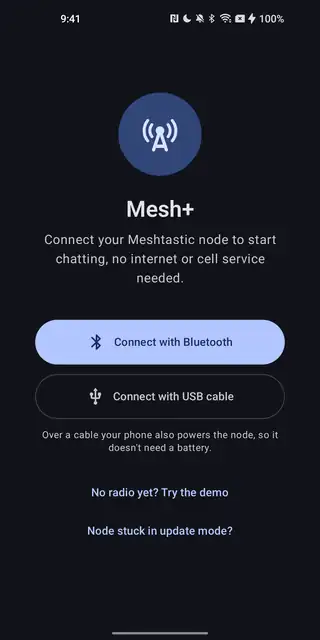 9:41
100%
Mesh+
Connect your Meshtastic node to start
chatting, no internet or cell service
needed.
Connect with Bluetooth
Connect with USB cable
Over a cable your phone also powers the node, so it
doesn't need a battery.
No radio yet? Try the demo
Node stuck in update mode?